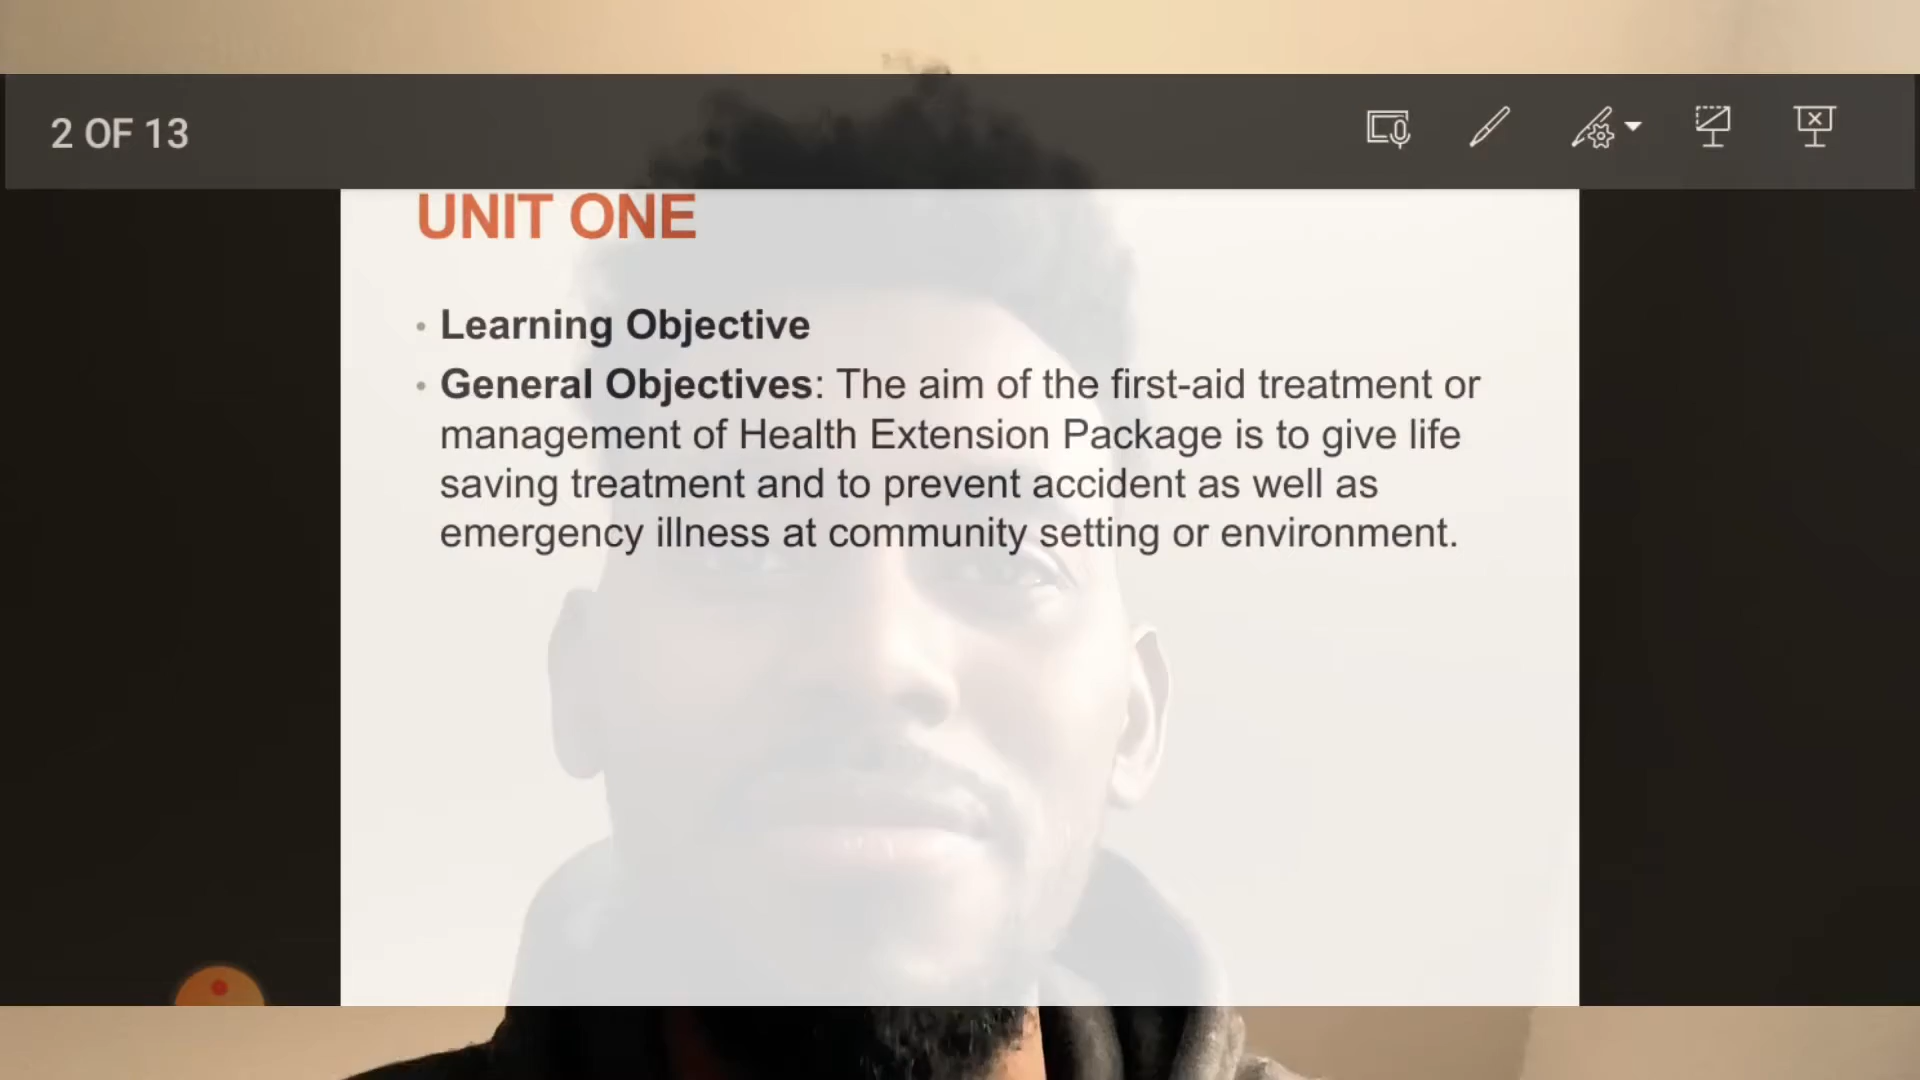 2 OF 13
UNIT ONE
• Learning Objective
• General Objectives: The aim of the first-aid treatment or
management of Health Extension Package is to give life
saving treatment and to prevent accident as well as
emergency illness at community setting or environment.